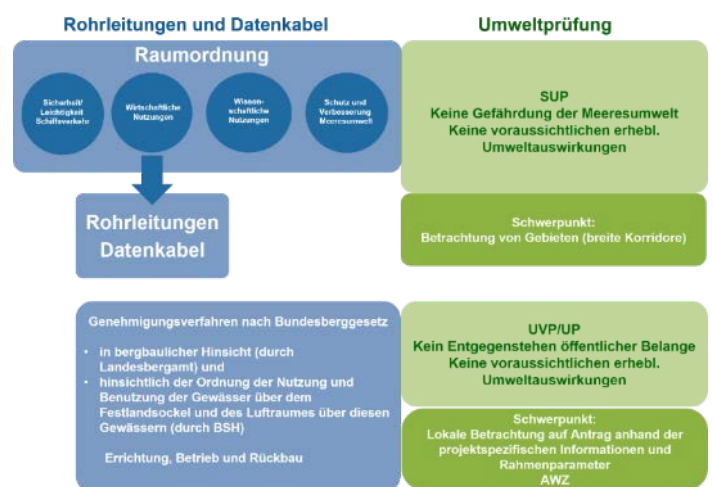 Rohrleitungen und Datenkabel
Umweltprüfung
Raumordnung
Sicherheit/
Leichtigkeit
Schiffsverkehr
Wirtschaftliche
Nutzungen
Wissen-
schaftliche
Nutzungen
Schutz und
Verbesserung
Meeresumwelt
SUP
Keine Gefährdung der Meeresumwelt
Keine voraussichtlichen erhebl.
Umweltauswirkungen
Rohrleitungen
Datenkabel
Schwerpunkt:
Betrachtung von Gebieten (breite Korridore)
Genehmigungsverfahren nach Bundesberggesetz
• in bergbaulicher Hinsicht (durch
Landesbergamt) und
• hinsichtlich der Ordnung der Nutzung und
Benutzung der Gewässer über dem
Festlandsockel und des Luftraumes über diesen
Gewässern (durch BSH)
Errichtung, Betrieb und Rückbau
UVP/UP
Kein Entgegenstehen öffentlicher Belange
Keine voraussichtlichen erhebl.
Umweltauswirkungen
Schwerpunkt:
Lokale Betrachtung auf Antrag anhand der
projektspezifischen Informationen und
Rahmenparameter
AWZ